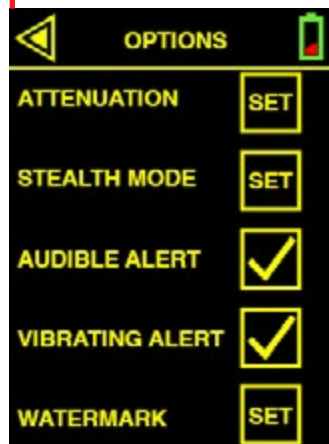 OPTIONS
ATTENUATION SET
STEALTH MODE SET
AUDIBLE ALERT
VIBRATING ALERT
WATERMARK SET